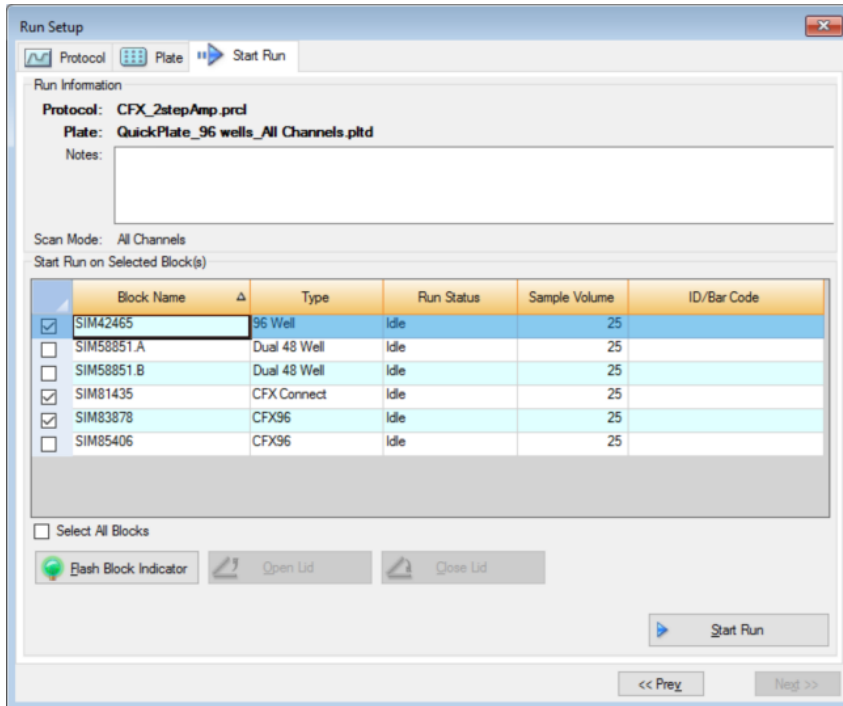 Run Setup
Protocol Plate Start Run
Run Information
Protocol: CFX_2stepAmp.prcl
Plate: QuickPlate_96 wells_All Channels.pltd
Notes:
Scan Mode: All Channels
Start Run on Selected Block(s)
Block Name Type Run Status Sample Volume ID/Bar Code
SIM42465 96 Well Idle 25
SIM58851.A Dual 48 Well Idle 25
SIM58851.B Dual 48 Well Idle 25
SIM81435 CFX Connect Idle 25
SIM83878 CFX96 Idle 25
SIM85406 CFX96 Idle 25
Select All Blocks
Flash Block Indicator Open Lid Close Lid
Start Run
<< Prev Next >>